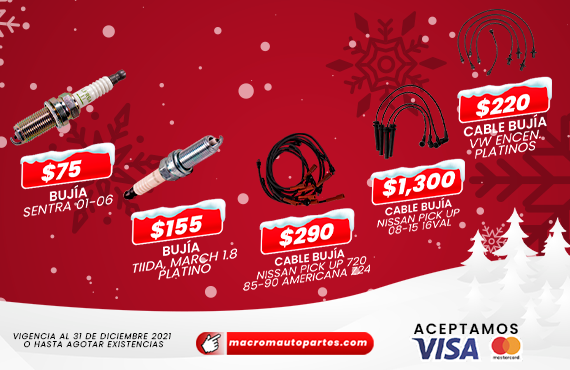 $75
BUJÍA
SENTRA 01-06
$155
BUJÍA
TIIDA, MARCH 1.8
PLATINO
$290
CABLE BUJÍA
NISSAN PICK UP 720
85-90 AMERICANA Z24
$1,300
CABLE BUJÍA
NISSAN PICK UP
08-15 16VAL
$220
CABLE BUJÍA
VW ENCEN.
PLATINOS
VIGENCIA AL 31 DE DICIEMBRE 2021
O HASTA AGOTAR EXISTENCIAS
macromautopartes.com
ACEPTAMOS
VISA
mastercard